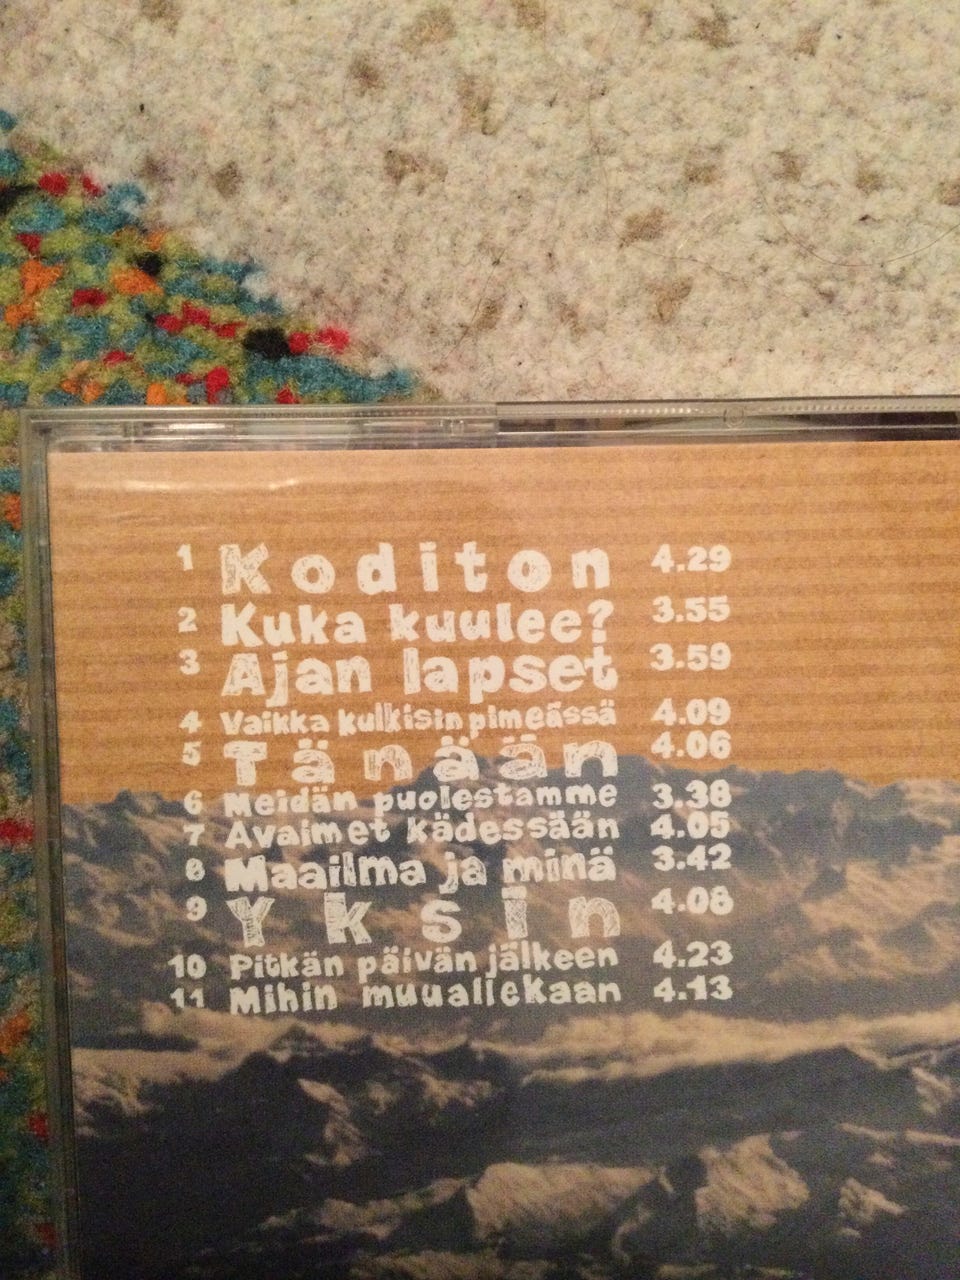 1 Koditon 4.29
2 Kuka kuulee? 3.55
3 Ajan lapset 3.59
4 Vaikka kulkisin pimeässä 4.09
5 Tänään 4.06
6 Meidän puolestamme 3.38
7 Avaimet kädessään 4.05
8 Maailma ja minä 3.42
9 Yksin 4.08
10 Pitkän päivän jälkeen 4.23
11 Mihin muuallekaan 4.13